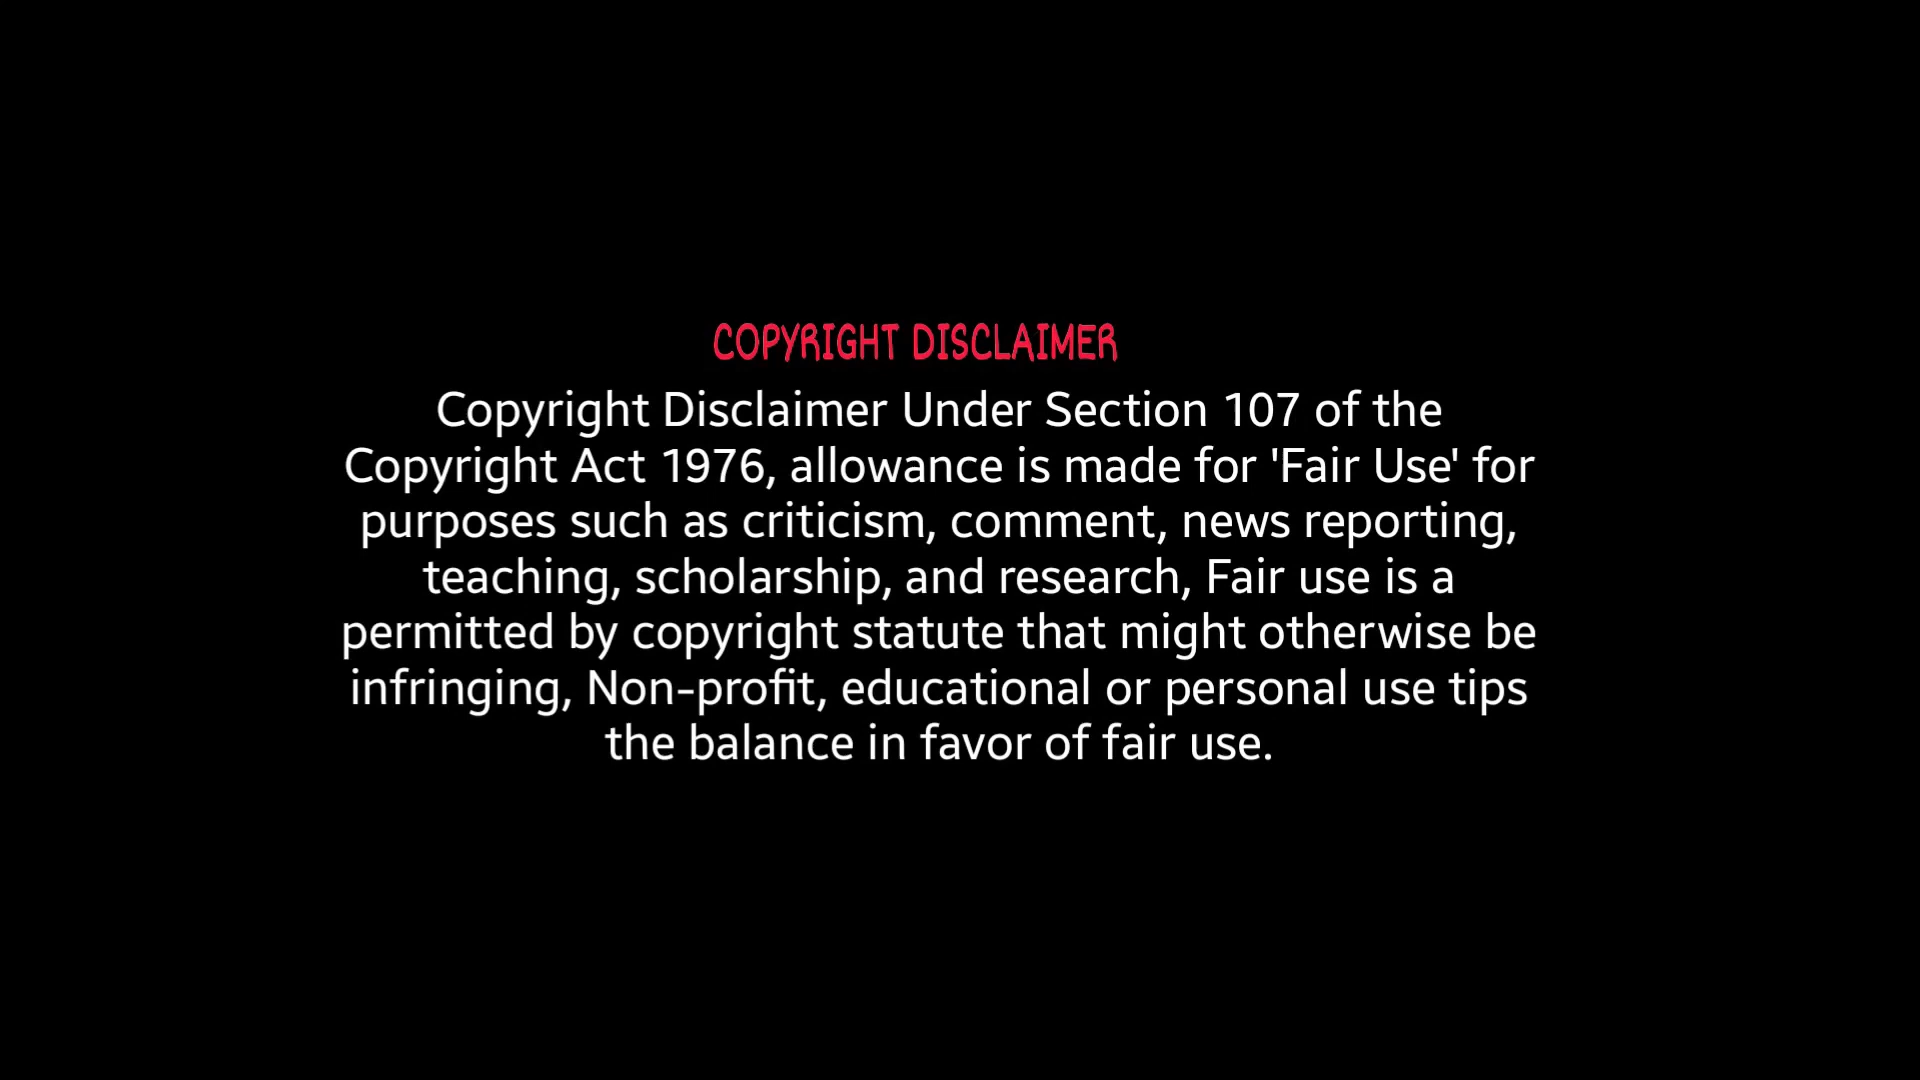 COPYRIGHT DISCLAIMER
Copyright Disclaimer Under Section 107 of the
Copyright Act 1976, allowance is made for 'Fair Use' for
purposes such as criticism, comment, news reporting,
teaching, scholarship, and research, Fair use is a
permitted by copyright statute that might otherwise be
infringing, Non-profit, educational or personal use tips
the balance in favor of fair use.